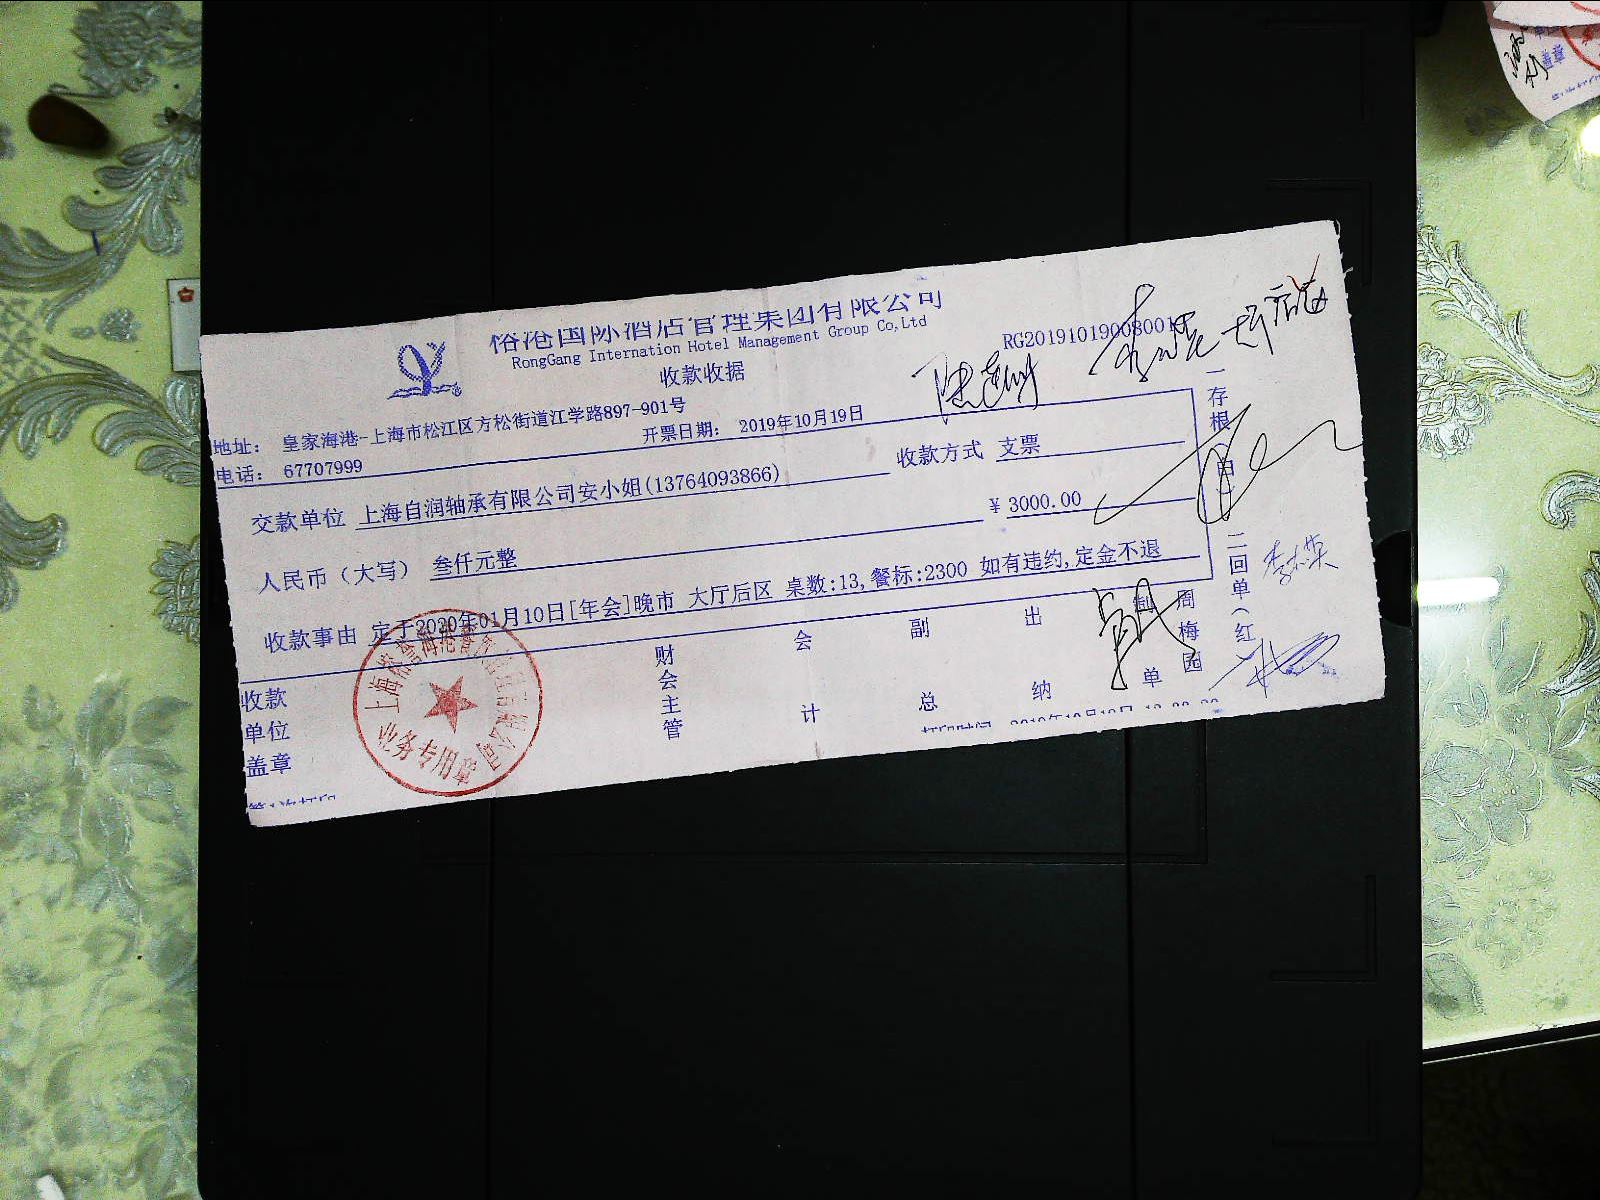 俗沧国际酒店管理集团有限公司
RongGang Internation Hotel Management Group Co,Ltd
收款收据
RG20191019008001
地址： 皇家海港-上海市松江区方松街道江学路897-901号
电话： 67707999
开票日期： 2019年10月19日
交款单位 上海自润轴承有限公司安小姐(13764093866)
收款方式 支票
人民币（大写） 叁仟元整
¥ 3000.00
收款事由 定于2020年01月10日[年会]晚市 大厅后区 桌数:13,餐标:2300 如有违约,定金不退
收款单位盖章
财会主管
会计
副总
出纳
制单
周梅园
一存根
二回单（红
业务专用章